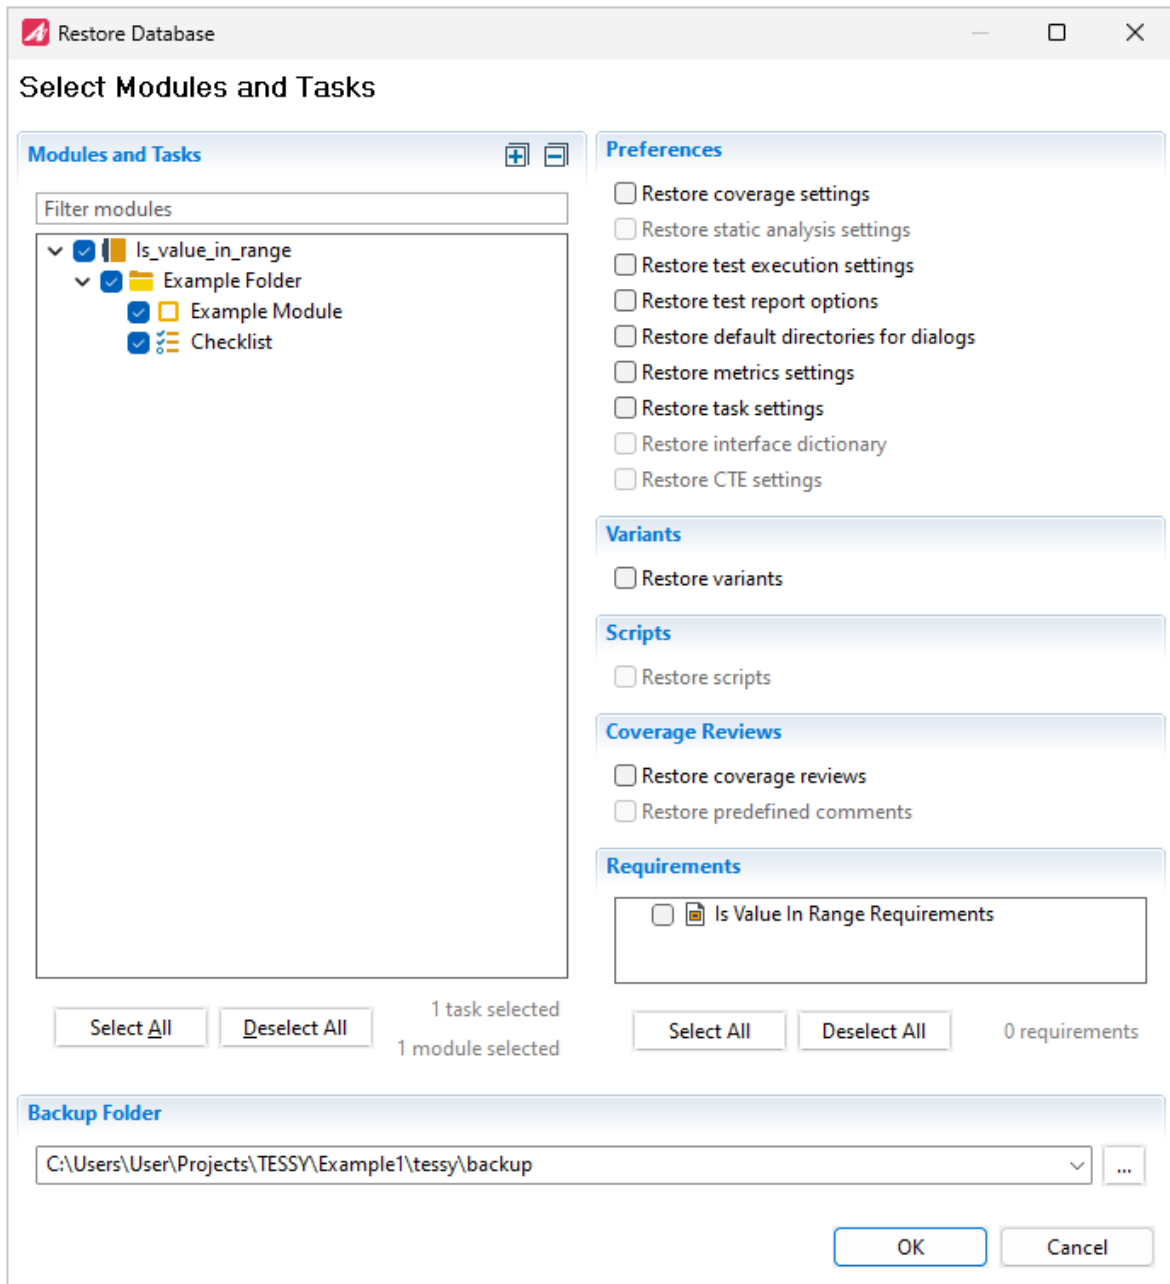 Restore Database
Select Modules and Tasks
Modules and Tasks
Filter modules
Is_value_in_range
Example Folder
Example Module
Checklist
Select All
Deselect All
1 task selected
1 module selected
Preferences
Restore coverage settings
Restore static analysis settings
Restore test execution settings
Restore test report options
Restore default directories for dialogs
Restore metrics settings
Restore task settings
Restore interface dictionary
Restore CTE settings
Variants
Restore variants
Scripts
Restore scripts
Coverage Reviews
Restore coverage reviews
Restore predefined comments
Requirements
Is Value In Range Requirements
Select All
Deselect All
0 requirements
Backup Folder
C:\Users\User\Projects\TESSY\Example1\tessy\backup
...
OK
Cancel